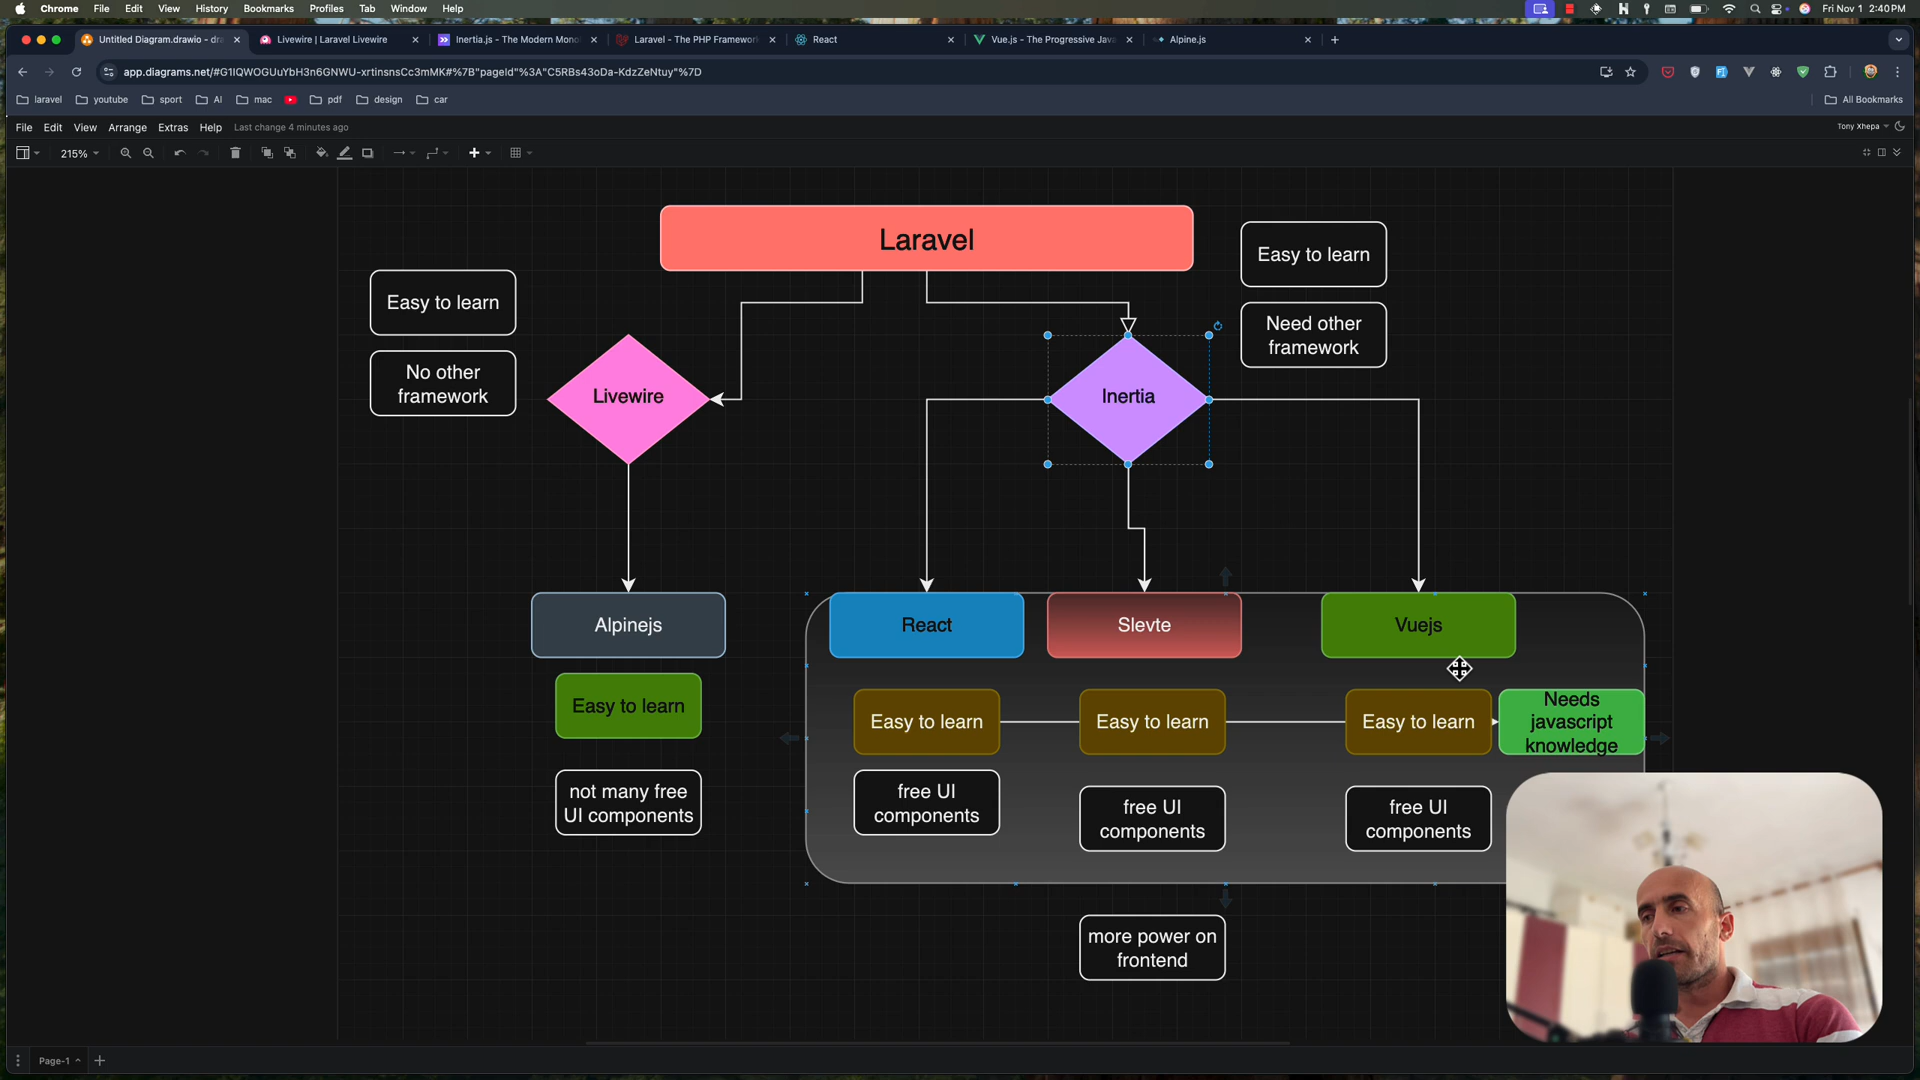 Chrome File Edit View History Bookmarks Profiles Tab Window Help Fri Nov 1 2:40 PM
Untitled Diagram.drawio - dra Livewire | Laravel Livewire Inertia.js - The Modern Mono Laravel - The PHP Framework React Vue.js - The Progressive Java Alpine.js
app.diagrams.net/#G1IQWOGUuYbH3n6GNWU-xrtinsnsCc3mMK#%7B"pageId"%3A"C5RBs43oDa-KdzZeNtuy"%7D
laravel youtube sport AI mac pdf design car All Bookmarks
File Edit View Arrange Extras Help Last change 4 minutes ago Tony Xhepa
215%
Laravel
Easy to learn
Easy to learn
Need other
framework
No other
framework
Livewire
Inertia
Alpinejs
React
Slevte
Vuejs
Easy to learn
Easy to learn
Easy to learn
Easy to learn
Needs
javascript
knowledge
not many free
UI components
free UI
components
free UI
components
free UI
components
more power on
frontend
Page-1